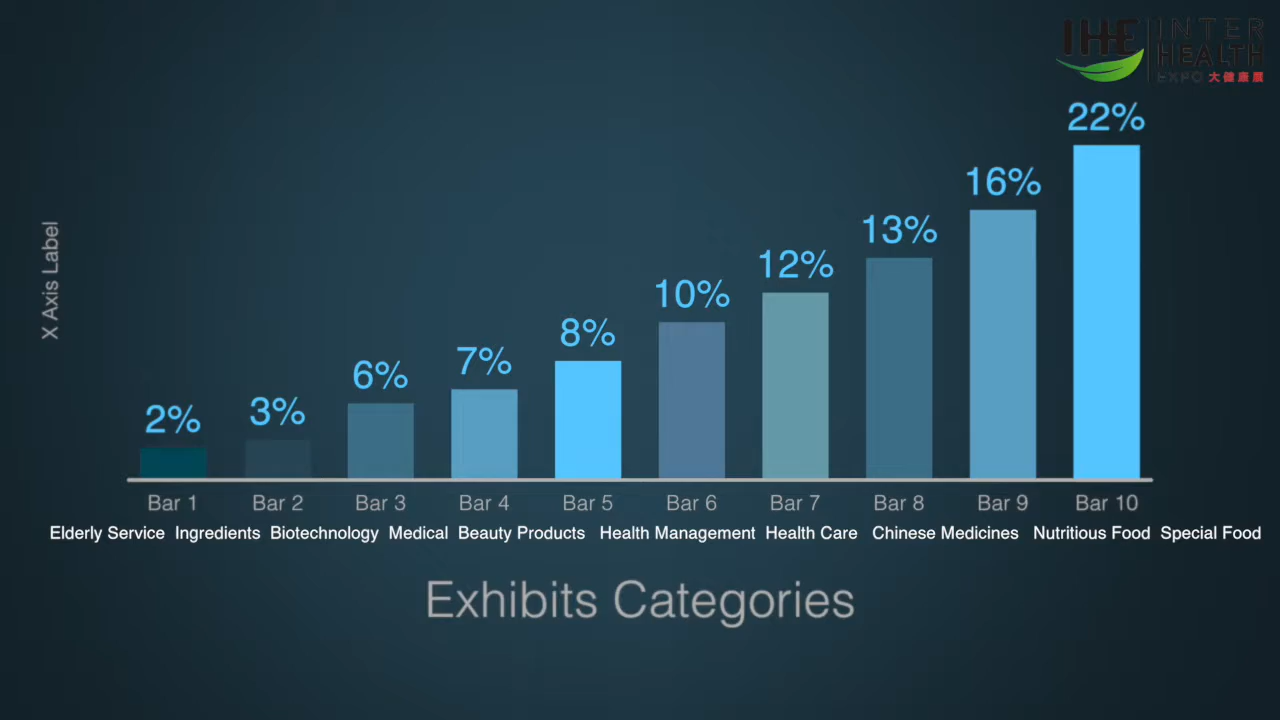 IHE INTER
HEALTH
EXPO 大健康展
22%
16%
13%
12%
10%
8%
7%
6%
3%
2%
X Axis Label
Bar 1 Bar 2 Bar 3 Bar 4 Bar 5 Bar 6 Bar 7 Bar 8 Bar 9 Bar 10
Elderly Service Ingredients Biotechnology Medical Beauty Products Health Management Health Care Chinese Medicines Nutritious Food Special Food
Exhibits Categories